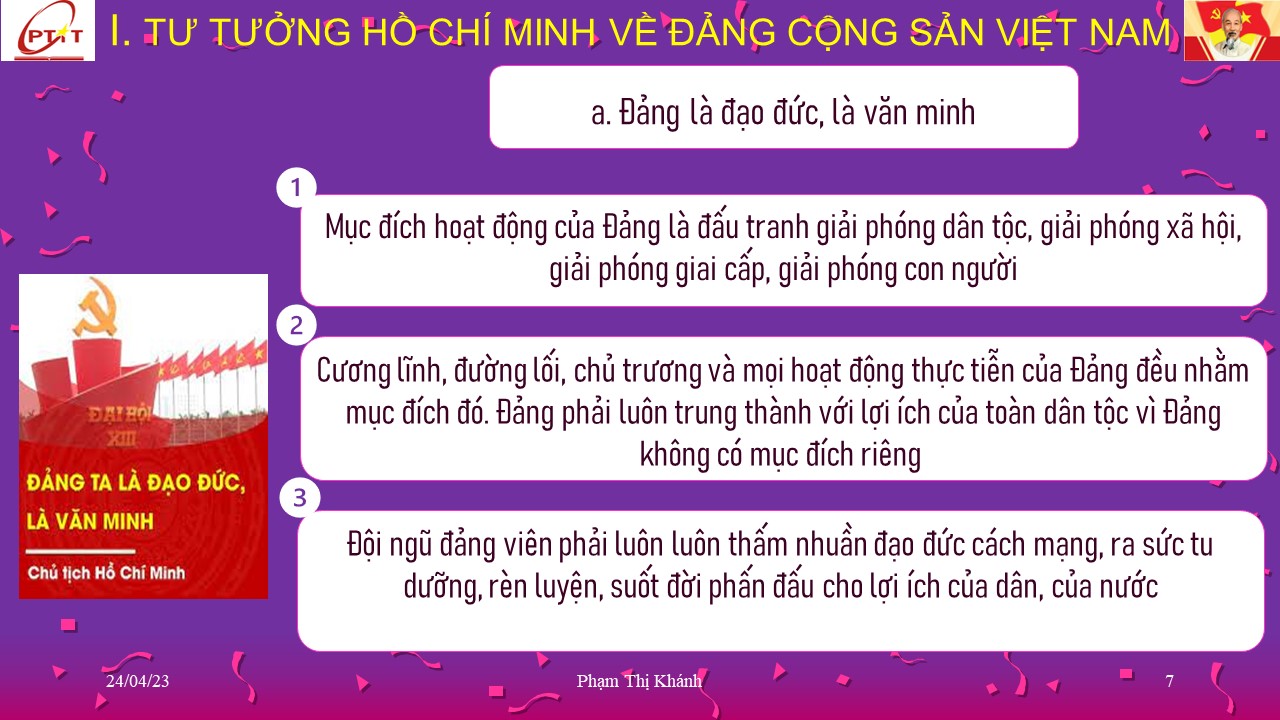 PTIT
I. TƯ TƯỞNG HỒ CHÍ MINH VỀ ĐẢNG CỘNG SẢN VIỆT NAM
a. Đảng là đạo đức, là văn minh
1
Mục đích hoạt động của Đảng là đấu tranh giải phóng dân tộc, giải phóng xã hội,
giải phóng giai cấp, giải phóng con người
2
Cương lĩnh, đường lối, chủ trương và mọi hoạt động thực tiễn của Đảng đều nhằm
mục đích đó. Đảng phải luôn trung thành với lợi ích của toàn dân tộc vì Đảng
không có mục đích riêng
3
Đội ngũ đảng viên phải luôn luôn thấm nhuần đạo đức cách mạng, ra sức tu
dưỡng, rèn luyện, suốt đời phấn đấu cho lợi ích của dân, của nước
ĐẠI HỘI
XIII
ĐẢNG TA LÀ ĐẠO ĐỨC,
LÀ VĂN MINH
Chủ tịch Hồ Chí Minh
24/04/23
Phạm Thị Khánh
7